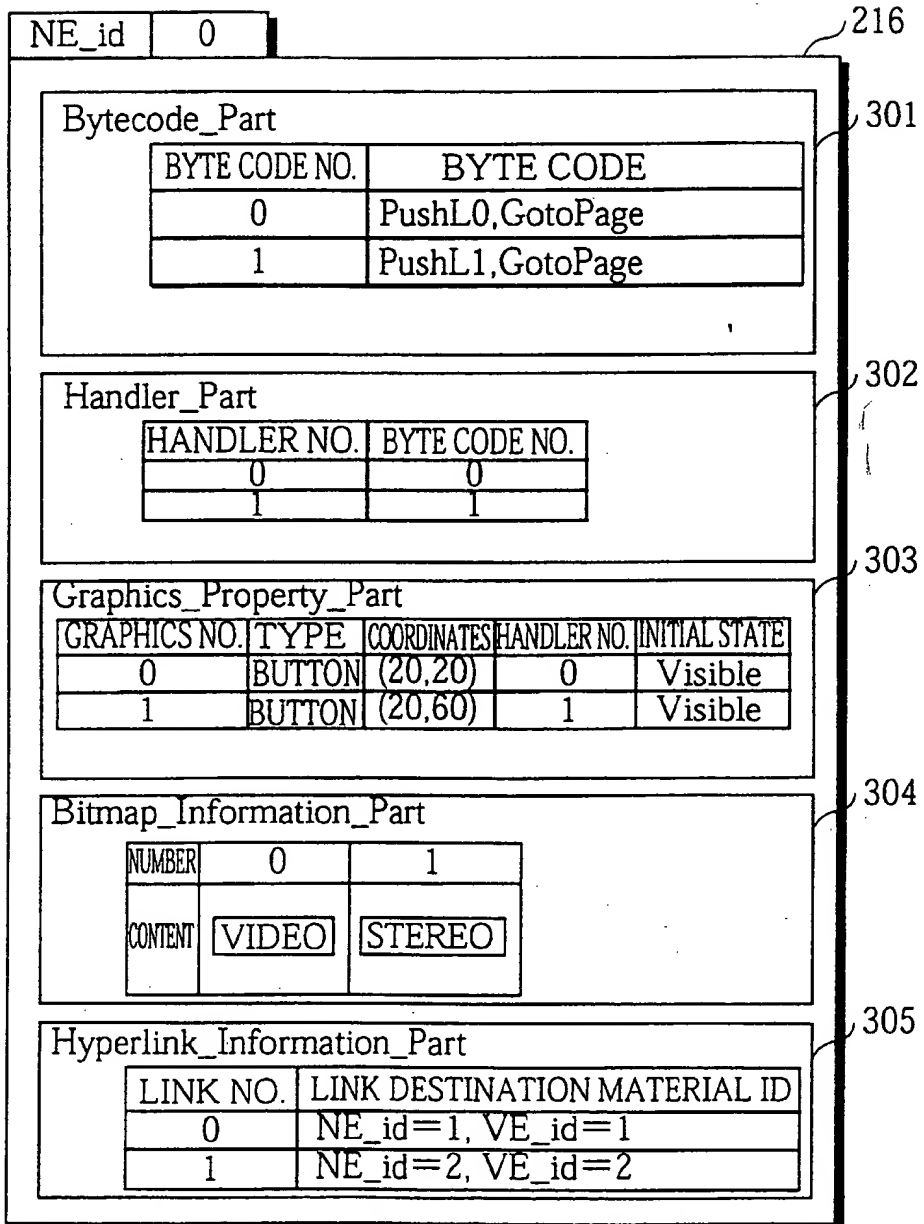 NE_id 0
216
Bytecode_Part
301
BYTE CODE NO. BYTE CODE
0 PushL0,GotoPage
1 PushL1,GotoPage
302
Handler_Part
HANDLER NO. BYTE CODE NO.
0 0
1 1
303
Graphics_Property_Part
GRAPHICS NO. TYPE COORDINATES HANDLER NO. INITIAL STATE
0 BUTTON (20,20) 0 Visible
1 BUTTON (20,60) 1 Visible
304
Bitmap_Information_Part
NUMBER 0 1
CONTENT VIDEO STEREO
305
Hyperlink_Information_Part
LINK NO. LINK DESTINATION MATERIAL ID
0 NE_id=1, VE_id=1
1 NE_id=2, VE_id=2